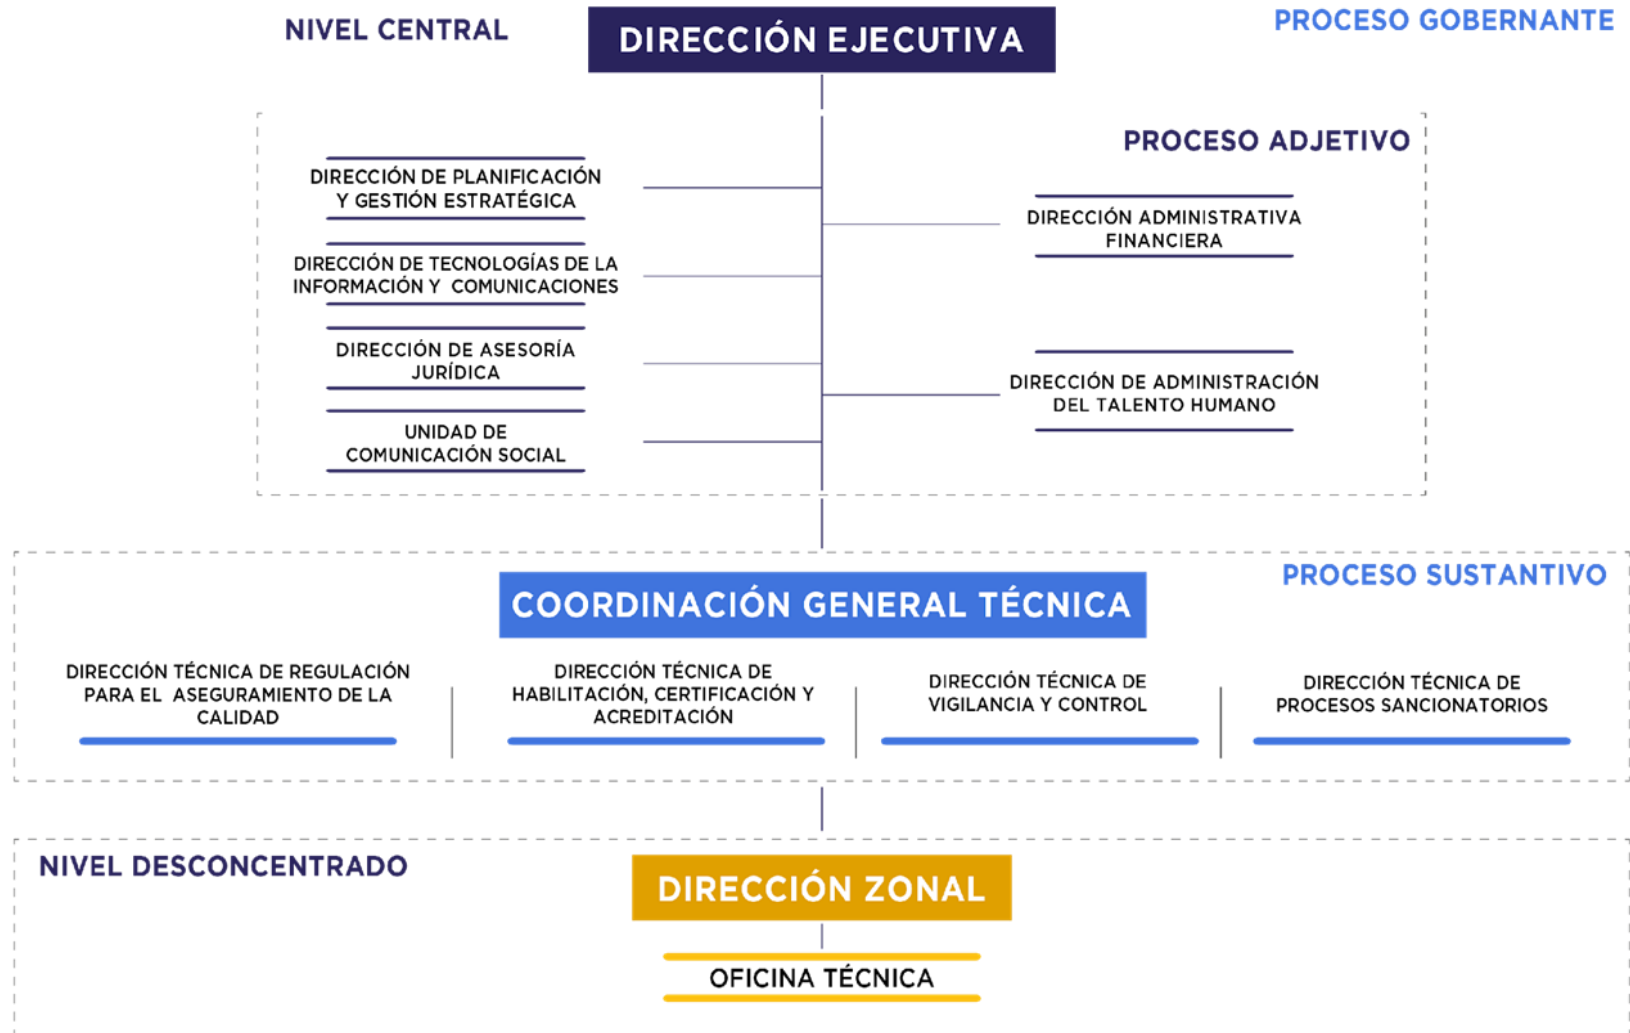 NIVEL CENTRAL
DIRECCIÓN EJECUTIVA
PROCESO GOBERNANTE
PROCESO ADJETIVO
DIRECCIÓN DE PLANIFICACIÓN
Y GESTIÓN ESTRATÉGICA
DIRECCIÓN ADMINISTRATIVA
FINANCIERA
DIRECCIÓN DE TECNOLOGÍAS DE LA
INFORMACIÓN Y COMUNICACIONES
DIRECCIÓN DE ASESORÍA
JURÍDICA
DIRECCIÓN DE ADMINISTRACIÓN
DEL TALENTO HUMANO
UNIDAD DE
COMUNICACIÓN SOCIAL
PROCESO SUSTANTIVO
COORDINACIÓN GENERAL TÉCNICA
DIRECCIÓN TÉCNICA DE REGULACIÓN
PARA EL ASEGURAMIENTO DE LA
CALIDAD
DIRECCIÓN TÉCNICA DE
HABILITACIÓN, CERTIFICACIÓN Y
ACREDITACIÓN
DIRECCIÓN TÉCNICA DE
VIGILANCIA Y CONTROL
DIRECCIÓN TÉCNICA DE
PROCESOS SANCIONATORIOS
NIVEL DESCONCENTRADO
DIRECCIÓN ZONAL
OFICINA TÉCNICA